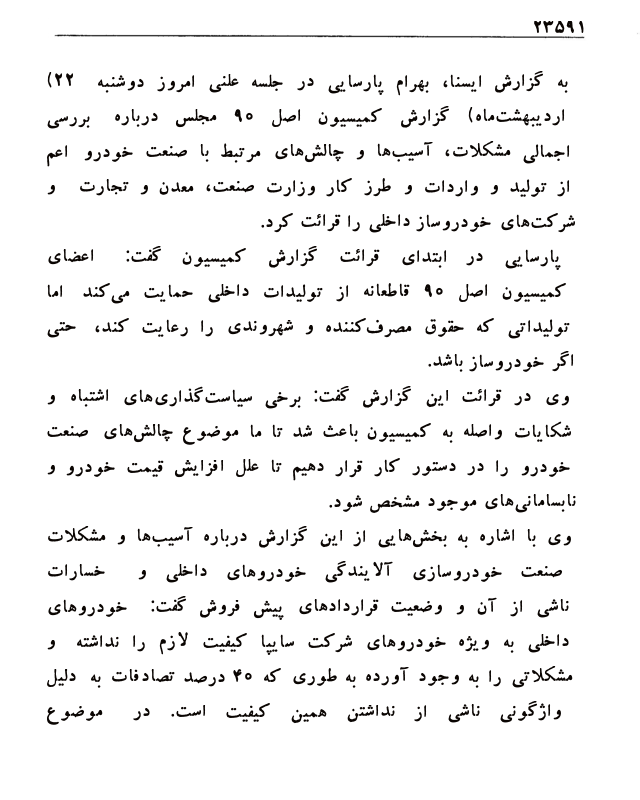 ۲۳۵۹۱
به گزارش ایسنا، بهرام پارسایی در جلسه علنی امروز دوشنبه ۲۲)
اردیبهشت‌ماه) گزارش کمیسیون اصل ۹۰ مجلس درباره بررسی
اجمالی مشکلات، آسیب‌ها و چالش‌های مرتبط با صنعت خودرو اعم
از تولید و واردات و طرز کار وزارت صنعت، معدن و تجارت و
شرکت‌های خودروساز داخلی را قرائت کرد.
پارسایی در ابتدای قرائت گزارش کمیسیون گفت: اعضای
کمیسیون اصل ۹۰ قاطعانه از تولیدات داخلی حمایت می‌کند اما
تولیداتی که حقوق مصرف‌کننده و شهروندی را رعایت کند، حتی
اگر خودروساز باشد.
وی در قرائت این گزارش گفت: برخی سیاست‌گذاری‌های اشتباه و
شکایات واصله به کمیسیون باعث شد تا ما موضوع چالش‌های صنعت
خودرو را در دستور کار قرار دهیم تا علل افزایش قیمت خودرو و
نابسامانی‌های موجود مشخص شود.
وی با اشاره به بخش‌هایی از این گزارش درباره آسیب‌ها و مشکلات
صنعت خودروسازی آلایندگی خودروهای داخلی و خسارات
ناشی از آن و وضعیت قراردادهای پیش فروش گفت: خودروهای
داخلی به ویژه خودروهای شرکت سایپا کیفیت لازم را نداشته و
مشکلاتی را به وجود آورده به طوری که ۴۰ درصد تصادفات به دلیل
واژگونی ناشی از نداشتن همین کیفیت است. در موضوع